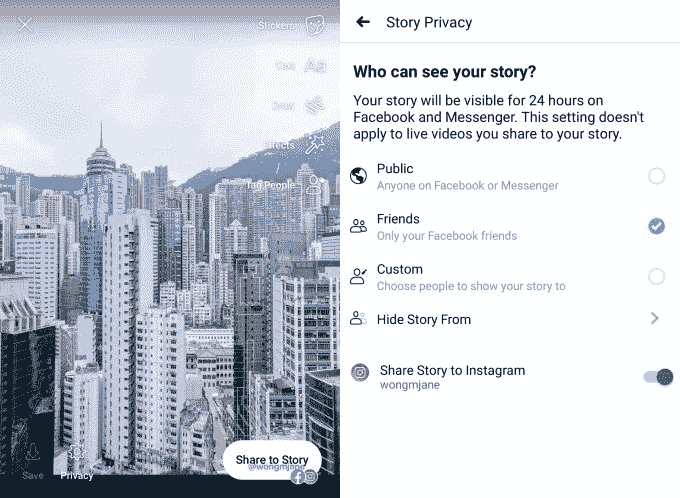 Stickers
Text
Aa
Draw
Effects
Tag People
Save
Privacy
Share to Story
@wongmjane
Story Privacy
Who can see your story?
Your story will be visible for 24 hours on
Facebook and Messenger. This setting doesn't
apply to live videos you share to your story.
Public
Anyone on Facebook or Messenger
Friends
Only your Facebook friends
Custom
Choose people to show your story to
Hide Story From
Share Story to Instagram
wongmjane